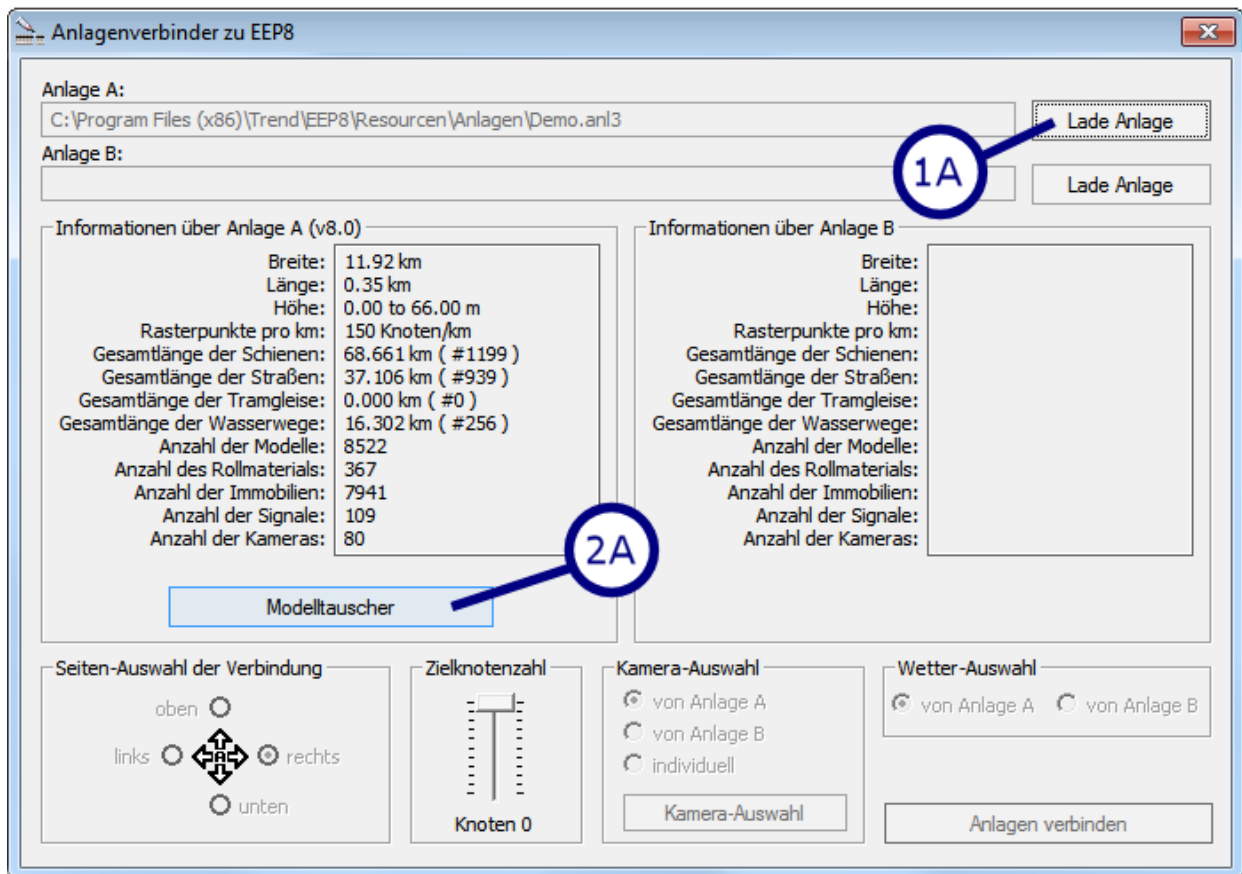 Anlagenverbinder zu EEP8
Anlage A:
C:\Program Files (x86)\Trend\EEP8\Resourcen\Anlagen\Demo.anl3
Lade Anlage
1A
Anlage B:
Lade Anlage
Informationen über Anlage A (v8.0)
Breite: 11.92 km
Länge: 0.35 km
Höhe: 0.00 to 66.00 m
Rasterpunkte pro km: 150 Knoten/km
Gesamtlänge der Schienen: 68.661 km ( #1199 )
Gesamtlänge der Straßen: 37.106 km ( #939 )
Gesamtlänge der Tramgleise: 0.000 km ( #0 )
Gesamtlänge der Wasserwege: 16.302 km ( #256 )
Anzahl der Modelle: 8522
Anzahl des Rollmaterials: 367
Anzahl der Immobilien: 7941
Anzahl der Signale: 109
Anzahl der Kameras: 80
2A
Modelltauscher
Informationen über Anlage B
Breite:
Länge:
Höhe:
Rasterpunkte pro km:
Gesamtlänge der Schienen:
Gesamtlänge der Straßen:
Gesamtlänge der Tramgleise:
Gesamtlänge der Wasserwege:
Anzahl der Modelle:
Anzahl des Rollmaterials:
Anzahl der Immobilien:
Anzahl der Signale:
Anzahl der Kameras:
Seiten-Auswahl der Verbindung
oben
links A rechts
unten
Zielknotenzahl
Knoten 0
Kamera-Auswahl
von Anlage A
von Anlage B
individuell
Kamera-Auswahl
Wetter-Auswahl
von Anlage A von Anlage B
Anlagen verbinden